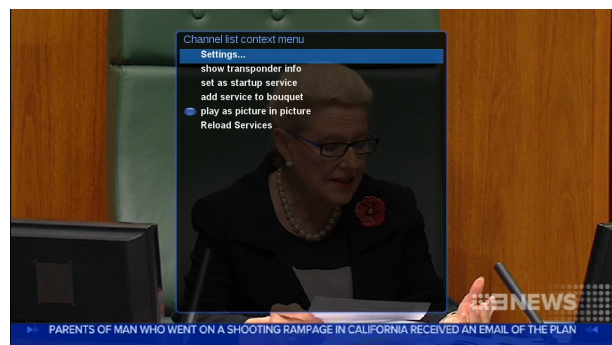 Channel list context menu
Settings...
show transponder info
set as startup service
add service to bouquet
play as picture in picture
Reload Services
9NEWS
PARENTS OF MAN WHO WENT ON A SHOOTING RAMPAGE IN CALIFORNIA RECEIVED AN EMAIL OF THE PLAN